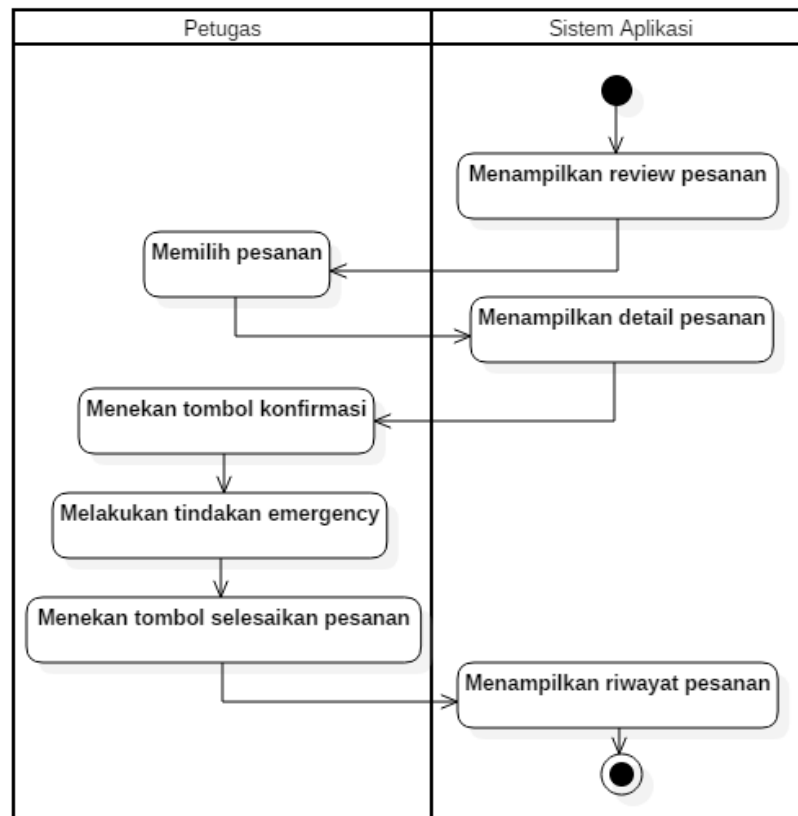 Petugas
Sistem Aplikasi
Menampilkan review pesanan
Memilih pesanan
Menampilkan detail pesanan
Menekan tombol konfirmasi
Melakukan tindakan emergency
Menekan tombol selesaikan pesanan
Menampilkan riwayat pesanan